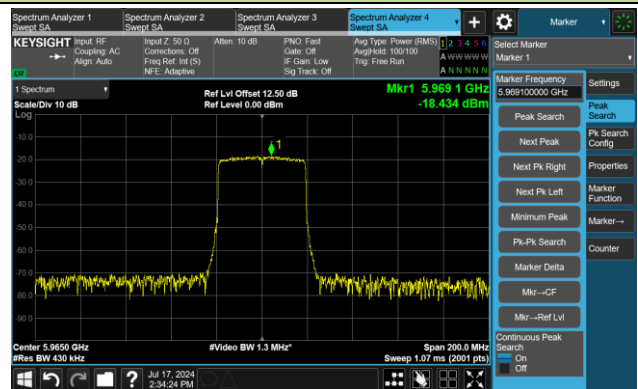 Spectrum Analyzer 1
Swept SA
Spectrum Analyzer 2
Swept SA
Spectrum Analyzer 3
Swept SA
Spectrum Analyzer 4
Swept SA
Marker
KEYSIGHT
Input: RF
Coupling: AC
Align: Auto
Input Z: 50 Ω
Corrections: Off
Freq Ref: Int (S)
NFE: Adaptive
Atten: 10 dB
PNO: Fast
Gate: Off
IF Gain: Low
Sig Track: Off
Avg Type: Power (RMS)
Avg|Hold: 100/100
Trig: Free Run
1 2 3 4 5 6
A W W W W W
A N N N N N
Select Marker
Marker 1
1 Spectrum
Scale/Div 10 dB
Log
Ref Lvl Offset 12.50 dB
Ref Level 0.00 dBm
Mkr1 5.969 1 GHz
-18.434 dBm
1
-10.0
-20.0
-30.0
-40.0
-50.0
-60.0
-70.0
-80.0
-90.0
Center 5.9650 GHz
#Res BW 430 kHz
#Video BW 1.3 MHz*
Span 200.0 MHz
Sweep 1.07 ms (2001 pts)
Marker Frequency
5.969100000 GHz
Peak Search
Next Peak
Next Pk Right
Next Pk Left
Minimum Peak
Pk-Pk Search
Marker Delta
Mkr→CF
Mkr→Ref Lvl
Continuous Peak
Search
On
Off
Settings
Peak
Search
Pk Search
Config
Properties
Marker
Function
Marker→
Counter
Jul 17, 2024
2:34:24 PM